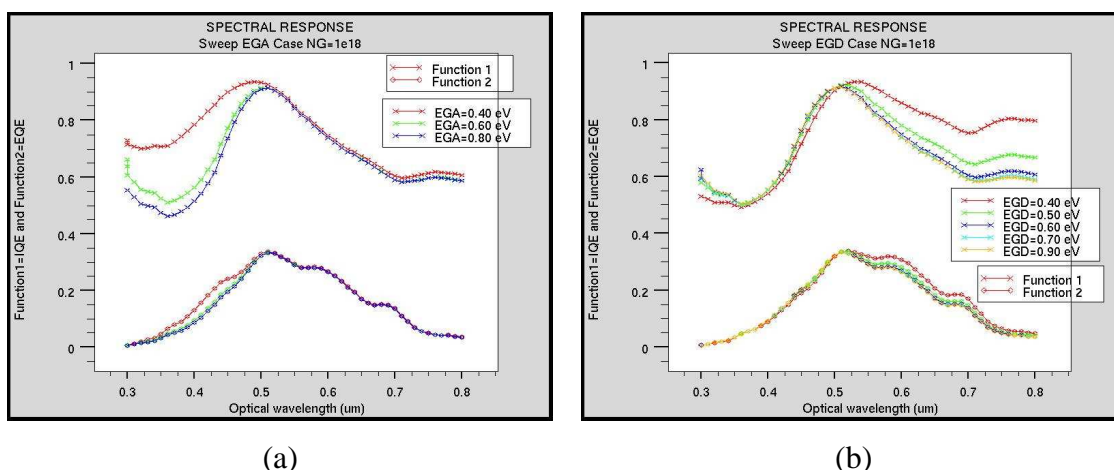 SPECTRAL RESPONSE
Sweep EGA Case NG=1e18
Function1=IQE and Function2=EQE
1
0.8
0.6
0.4
0.2
0
Function 1
Function 2
EGA=0.40 eV
EGA=0.60 eV
EGA=0.80 eV
0.3 0.4 0.5 0.6 0.7 0.8
Optical wavelength (um)
(a)
SPECTRAL RESPONSE
Sweep EGD Case NG=1e18
Function1=IQE and Function2=EQE
1
0.8
0.6
0.4
0.2
0
EGD=0.40 eV
EGD=0.50 eV
EGD=0.60 eV
EGD=0.70 eV
EGD=0.90 eV
Function 1
Function 2
0.3 0.4 0.5 0.6 0.7 0.8
Optical wavelength (um)
(b)